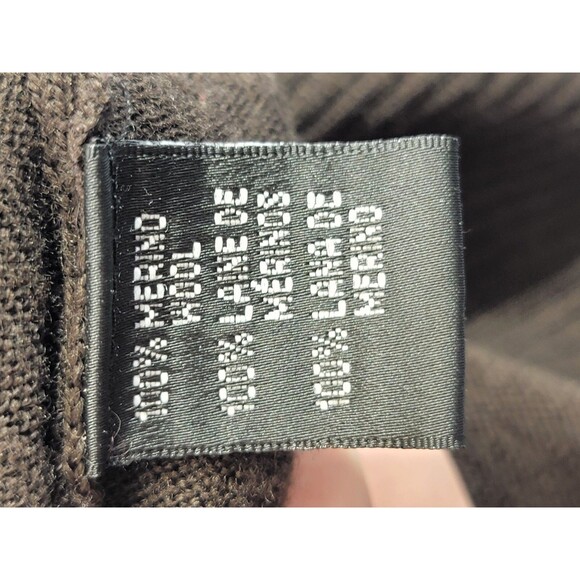 100% MERINO
WOOL
100% LAINE DE
MÉRINOS
100% LANA DE
MERINO